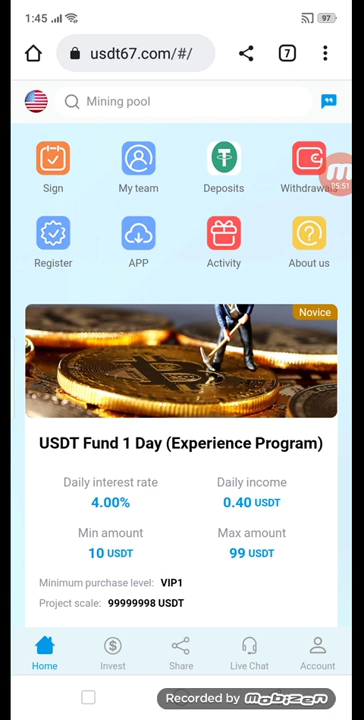 1:45
97
usdt67.com/#/
7
Mining pool
Sign
My team
Deposits
Withdrawal
05:51
Register
APP
Activity
About us
Novice
USDT Fund 1 Day (Experience Program)
Daily interest rate
Daily income
4.00%
0.40 USDT
Min amount
Max amount
10 USDT
99 USDT
Minimum purchase level: VIP1
Project scale: 99999998 USDT
Home
Invest
Share
Live Chat
Account
Recorded by mobizen